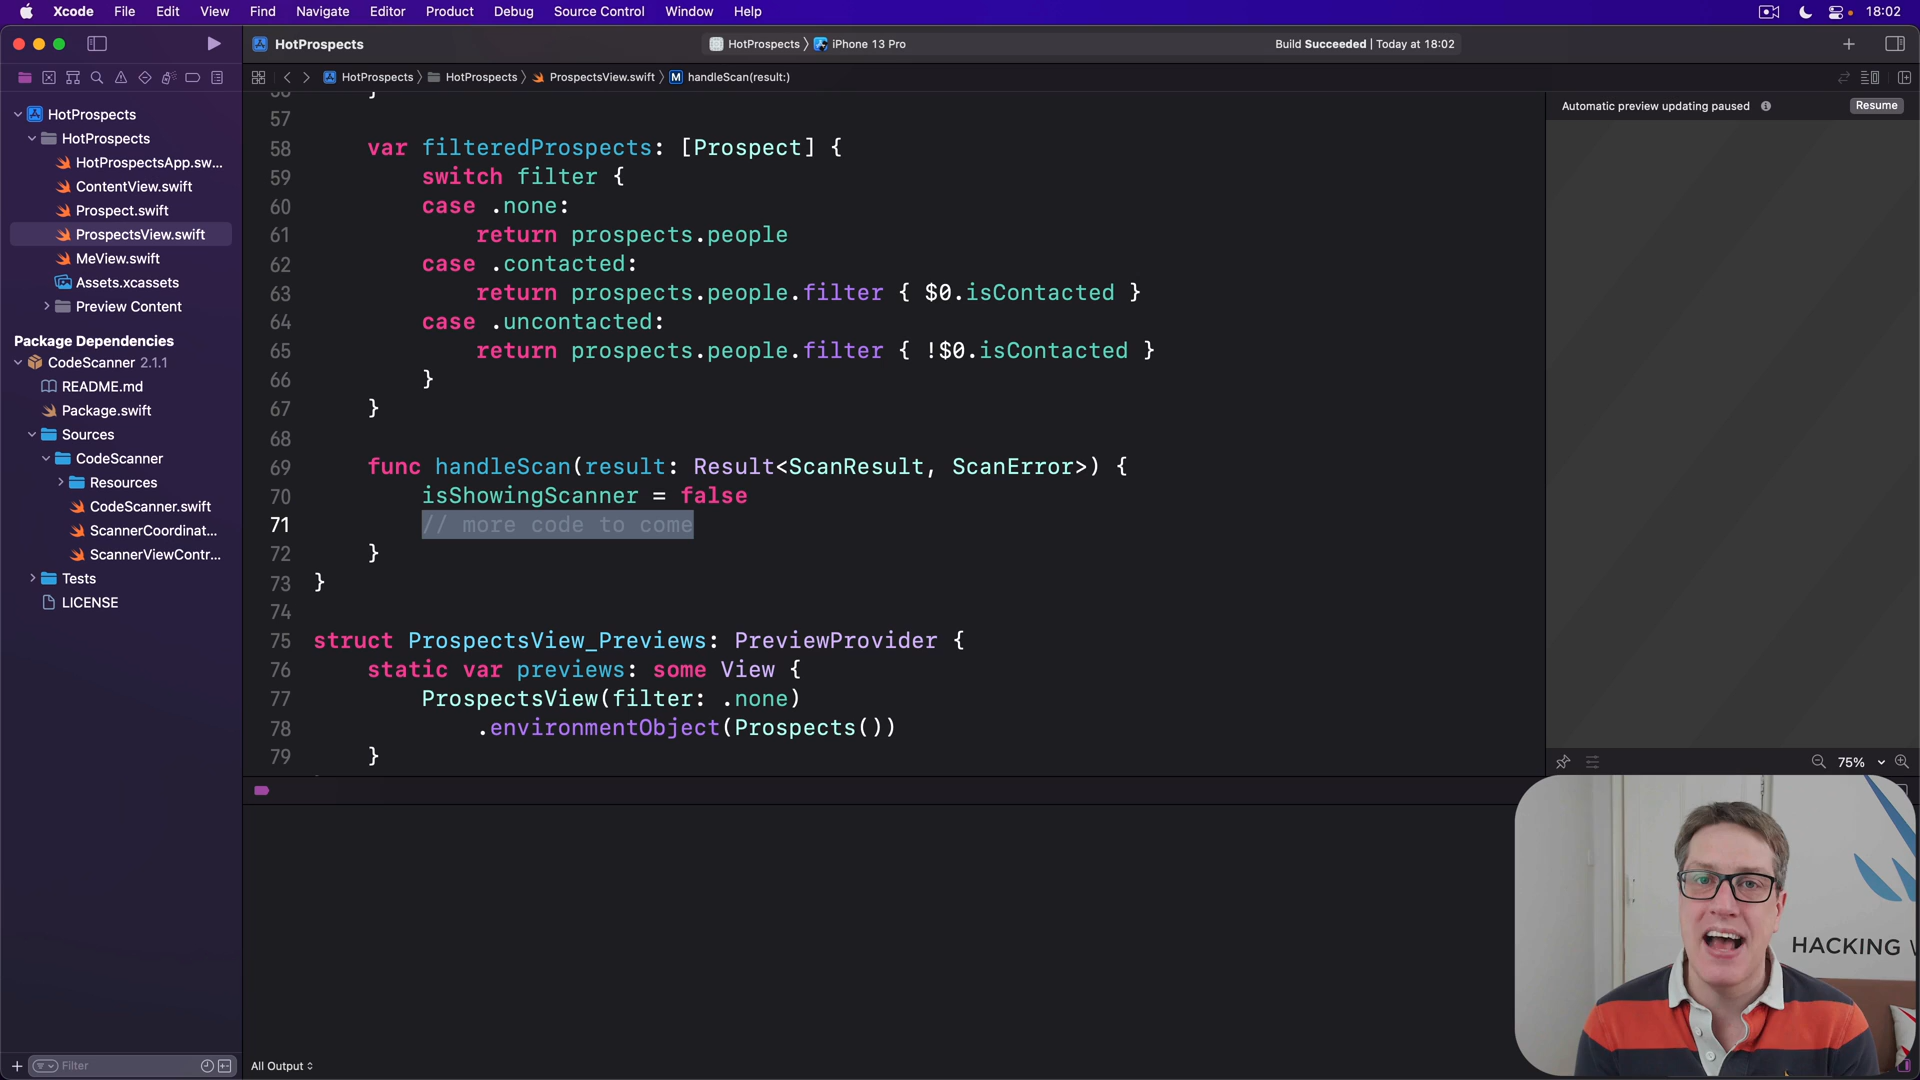 Xcode File Edit View Find Navigate Editor Product Debug Source Control Window Help 18:02
HotProspects HotProspects iPhone 13 Pro Build Succeeded | Today at 18:02
HotProspects HotProspects ProspectsView.swift M handleScan(result:)
Automatic preview updating paused Resume
HotProspects
HotProspects
HotProspectsApp.sw...
ContentView.swift
Prospect.swift
ProspectsView.swift
MeView.swift
Assets.xcassets
Preview Content
Package Dependencies
CodeScanner 2.1.1
README.md
Package.swift
Sources
CodeScanner
Resources
CodeScanner.swift
ScannerCoordinat...
ScannerViewContr...
Tests
LICENSE
Filter
57
58 var filteredProspects: [Prospect] {
59 switch filter {
60 case .none:
61 return prospects.people
62 case .contacted:
63 return prospects.people.filter { $0.isContacted }
64 case .uncontacted:
65 return prospects.people.filter { !$0.isContacted }
66 }
67 }
68
69 func handleScan(result: Result<ScanResult, ScanError>) {
70 isShowingScanner = false
71 // more code to come
72 }
73 }
74
75 struct ProspectsView_Previews: PreviewProvider {
76 static var previews: some View {
77 ProspectsView(filter: .none)
78 .environmentObject(Prospects())
79 }
75%
HACKING W
All Output